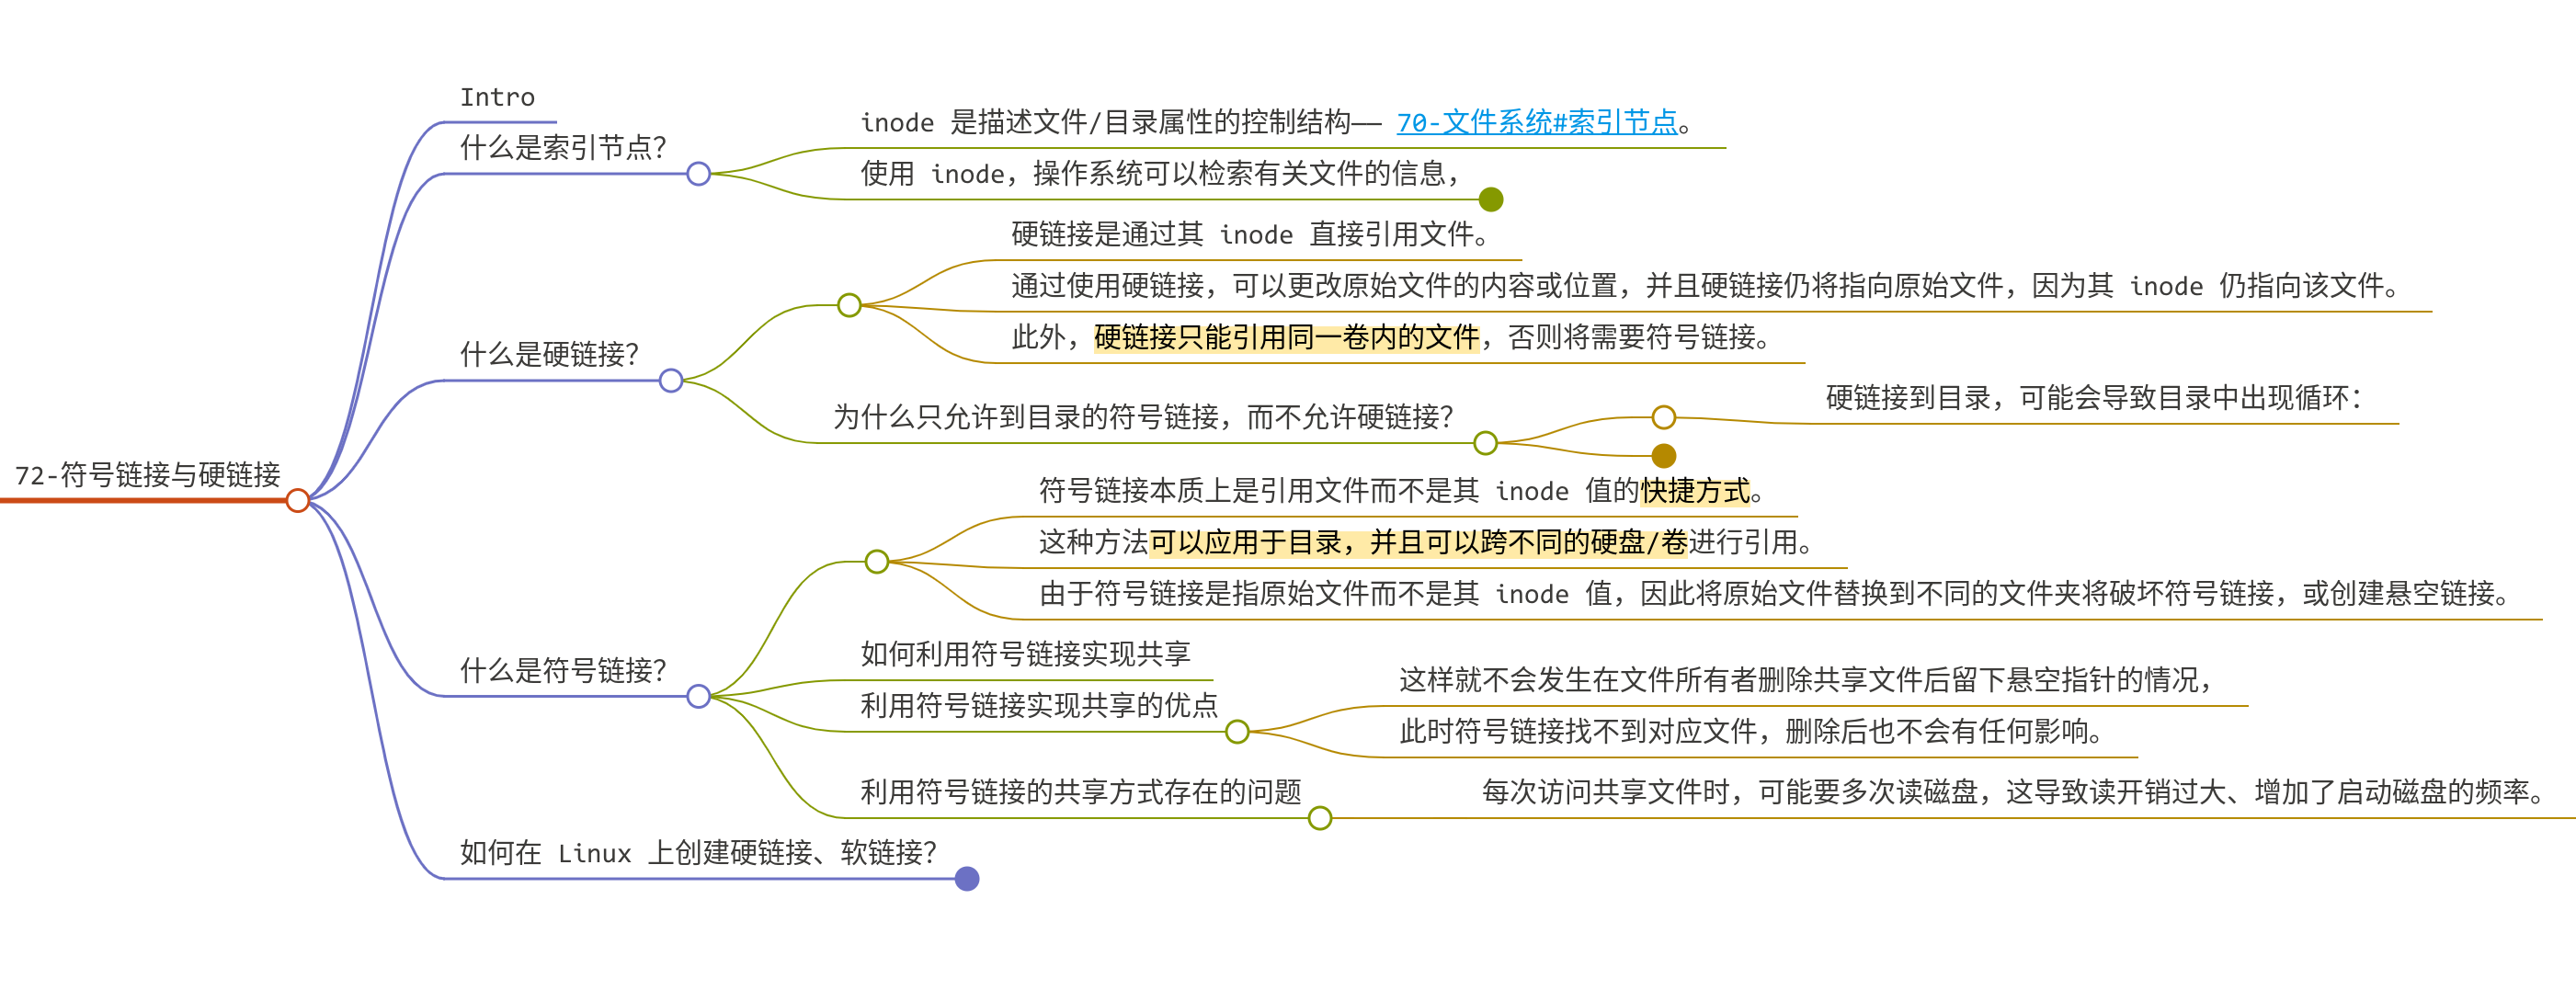 Intro
inode 是描述文件/目录属性的控制结构—— 70-文件系统#索引节点。
什么是索引节点?
使用 inode，操作系统可以检索有关文件的信息，
硬链接是通过其 inode 直接引用文件。
通过使用硬链接，可以更改原始文件的内容或位置，并且硬链接仍将指向原始文件，因为其 inode 仍指向该文件。
此外，硬链接只能引用同一卷内的文件，否则将需要符号链接。
什么是硬链接?
为什么只允许到目录的符号链接，而不允许硬链接?
硬链接到目录，可能会导致目录中出现循环：
72-符号链接与硬链接
符号链接本质上是引用文件而不是其 inode 值的快捷方式。
这种方法可以应用于目录，并且可以跨不同的硬盘/卷进行引用。
由于符号链接是指原始文件而不是其 inode 值，因此将原始文件替换到不同的文件夹将破坏符号链接，或创建悬空链接。
什么是符号链接?
如何利用符号链接实现共享
利用符号链接实现共享的优点
这样就不会发生在文件所有者删除共享文件后留下悬空指针的情况，
此时符号链接找不到对应文件，删除后也不会有任何影响。
利用符号链接的共享方式存在的问题
每次访问共享文件时，可能要多次读磁盘，这导致读开销过大、增加了启动磁盘的频率。
如何在 Linux 上创建硬链接、软链接?